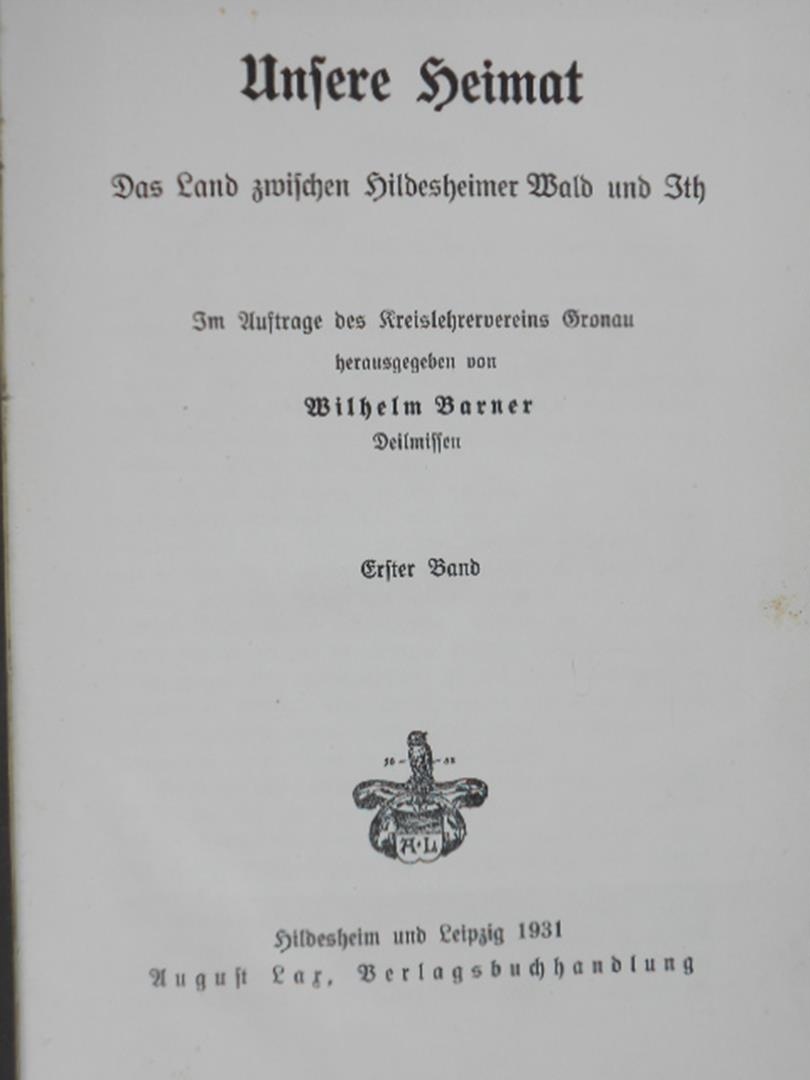 Unſere Heimat
Das Land zwiſchen Hildesheimer Wald und Ith
Im Auftrage des Kreislehrervereins Gronau
herausgegeben von
Wilhelm Barner
Deilmiſſen
Erſter Band
A·L
Hildesheim und Leipzig 1931
Auguſt Lax, Verlagsbuchhandlung